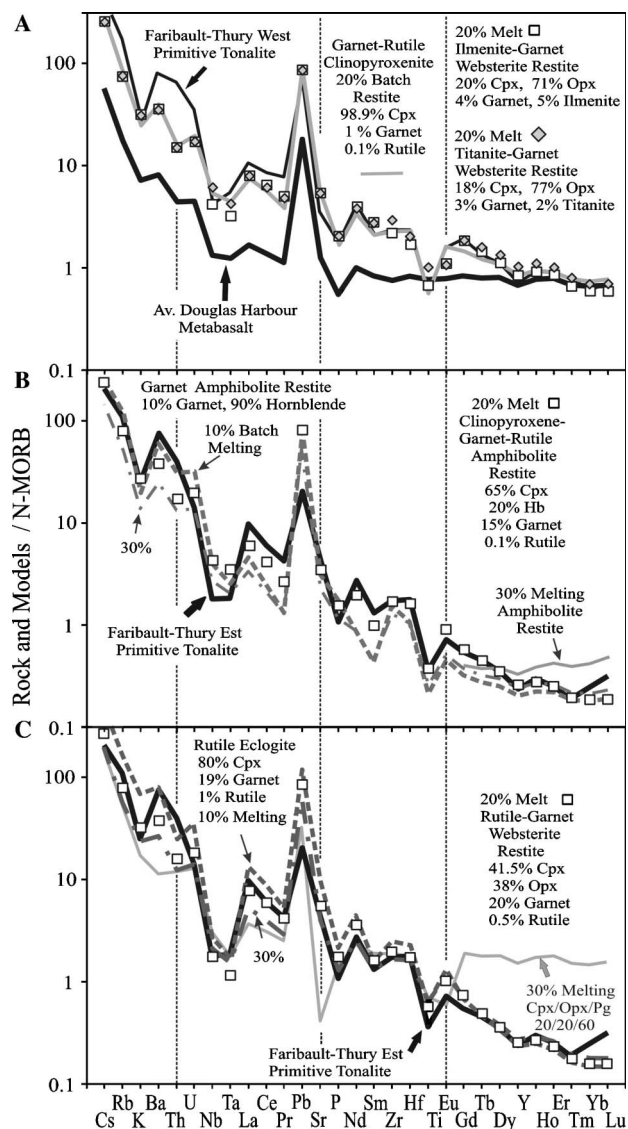 A
300
100
10
1
0.1
Faribault-Thury West
Primitive Tonalite
Av. Douglas Harbour
Metabasalt
Garnet-Rutile
Clinopyroxenite
20% Batch
Restite
98.9% Cpx
1 % Garnet
0.1% Rutile
20% Melt
Ilmenite-Garnet
Websterite Restite
20% Cpx, 71% Opx
4% Garnet, 5% Ilmenite
20% Melt
Titanite-Garnet
Websterite Restite
18% Cpx, 77% Opx
3% Garnet, 2% Titanite
Rock and Models / N-MORB
B
100
10
1
0.1
Garnet Amphibolite Restite
10% Garnet, 90% Hornblende
10% Batch
Melting
30%
Faribault-Thury Est
Primitive Tonalite
20% Melt
Clinopyroxene-
Garnet-Rutile
Amphibolite
Restite
65% Cpx
20% Hb
15% Garnet
0.1% Rutile
30% Melting
Amphibolite
Restite
C
100
10
1
0.1
Rutile Eclogite
80% Cpx
19% Garnet
1% Rutile
10% Melting
30%
Faribault-Thury Est
Primitive Tonalite
20% Melt
Rutile-Garnet
Websterite
Restite
41.5% Cpx
38% Opx
20% Garnet
0.5% Rutile
30% Melting
Cpx/Opx/Pg
20/20/60
Rb Ba U Ta Ce Pb P Sm Hf Eu Tb Y Er Yb
Cs K Th Nb La Pr Sr Nd Zr Ti Gd Dy Ho Tm Lu